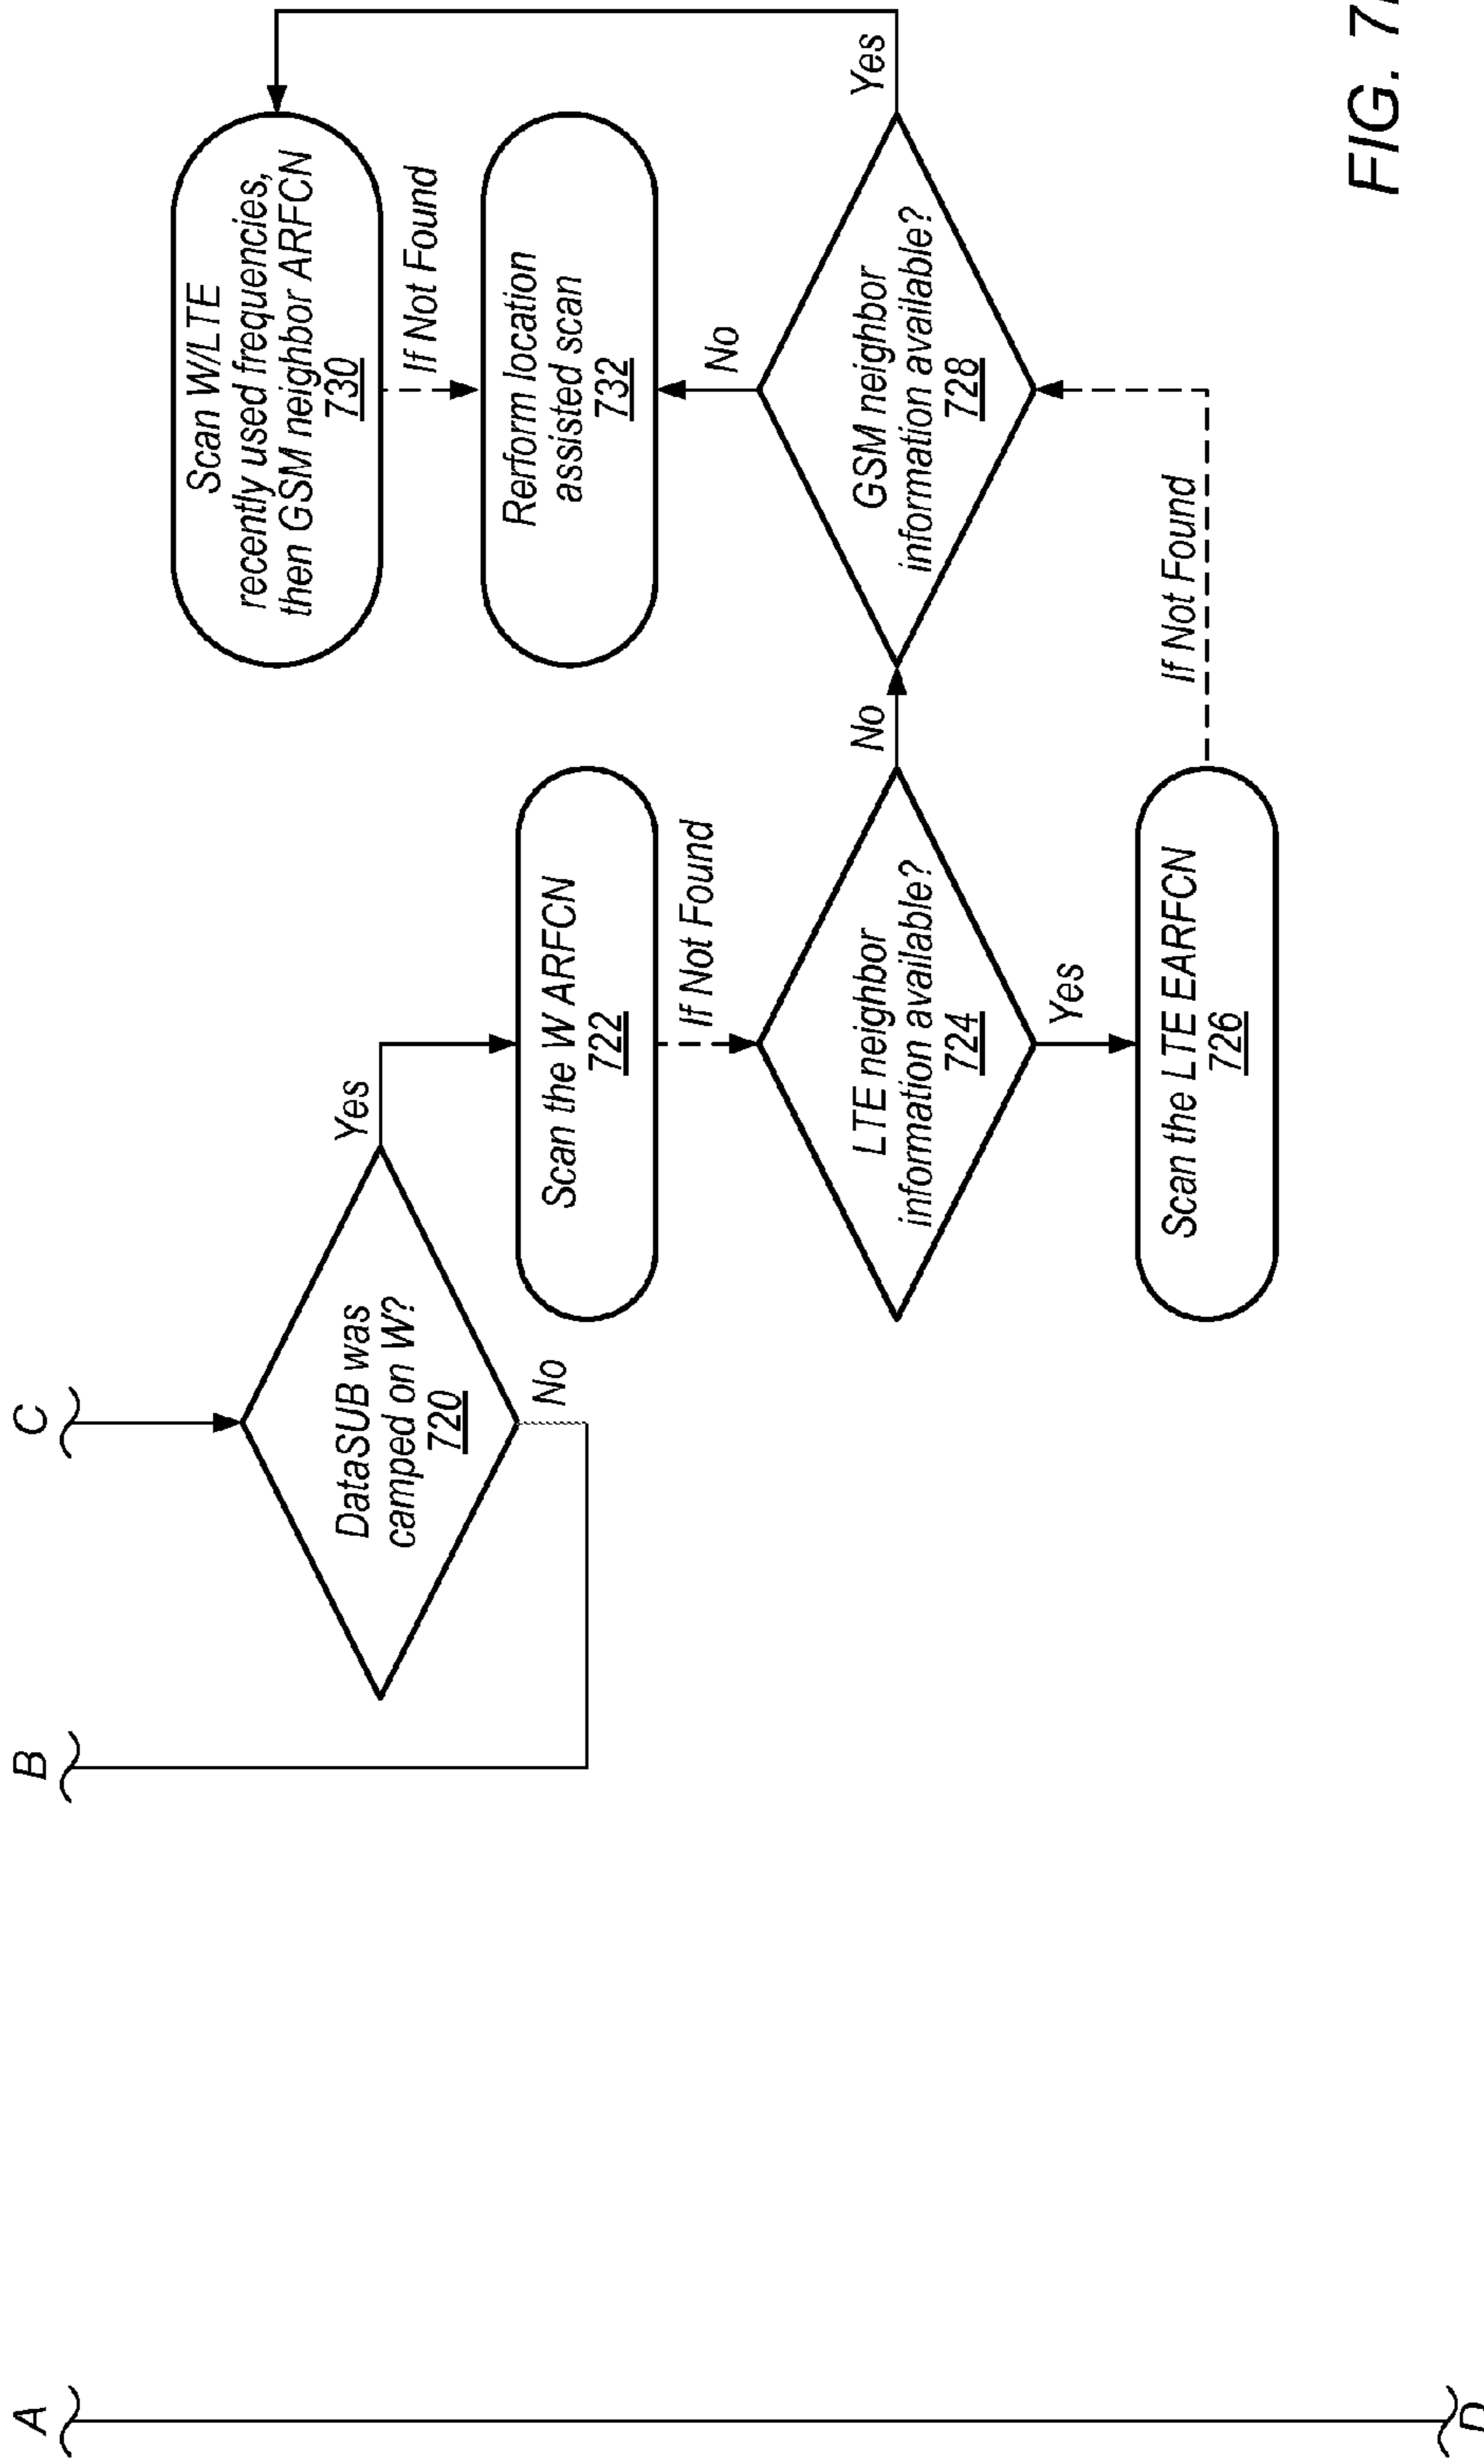 A
B
C
DataSUB was
camped on W?
720
Yes
No
Scan the W ARFCN
722
If Not Found
LTE neighbor
information available?
724
No
Yes
Scan the LTE EARFCN
726
If Not Found
Scan W/LTE
recently used frequencies,
then GSM neighbor ARFCN
730
If Not Found
Rerform location
assisted scan
732
No
GSM neighbor
information available?
728
Yes
D
FIG.